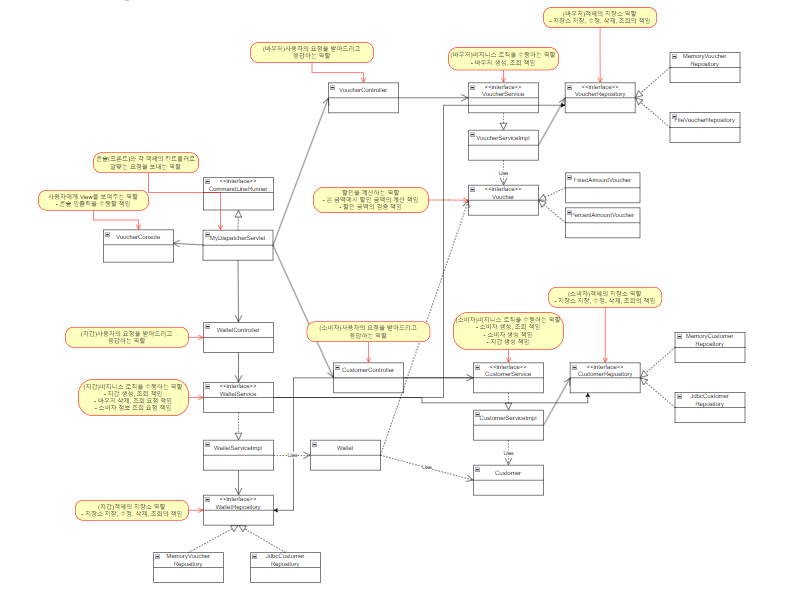 (바우저)객체의 저장소 역할
- 저장소 저장, 수정, 삭제, 조회의 책임
(바우저)사용자의 요청을 받아드리고
응답하는 역할
(바우저)비지니스 로직을 수행하는 역할
- 바우저 생성, 조회 책임
MemoryVoucher
Repository
VoucherController
<<interface>>
VoucherService
<<interface>>
VoucherRepository
FileVoucherRepository
VoucherServiceImpl
콘솔(프론트)와 각 객체의 컨트롤러로
알맞는 요청을 보내는 역할
Use
<<interface>>
CommandLineRunner
할인을 계산하는 역할
- 본 금액에서 할인 금액의 계산 책임
- 할인 금액의 검증 책임
<<interface>>
Voucher
FixedAmountVoucher
사용자에게 View를 보여주는 역할
- 콘솔 입출력을 수행할 책임
PercentAmountVoucher
VoucherConsole
MyDispatcherServlet
(소비자)객체의 저장소 역할
- 저장소 저장, 수정, 삭제, 조회의 책임
(지갑)사용자의 요청을 받아드리고
응답하는 역할
WalletController
(소비자)사용자의 요청을 받아드리고
응답하는 역할
(소비자)비지니스 로직을 수행하는 역할
- 소비자 생성, 조회 책임
- 소비자 생성 책임
- 지갑 생성 책임
MemoryCustomer
Repository
CustomerController
<<interface>>
CustomerService
<<interface>>
CustomerRepository
(지갑)비지니스 로직을 수행하는 역할
- 지갑 생성, 조회 책임
- 바우저 삭제, 조회 요청 책임
- 소비자 정보 조회 요청 책임
<<interface>>
WalletService
JdbcCustomer
Repository
CustomerServiceImpl
WalletServiceImpl
Use
Wallet
Use
Use
Customer
(지갑)객체의 저장소 역할
- 저장소 저장, 수정, 삭제, 조회의 책임
<<interface>>
WalletRepository
MemoryVoucher
Repository
JdbcCustomer
Repository